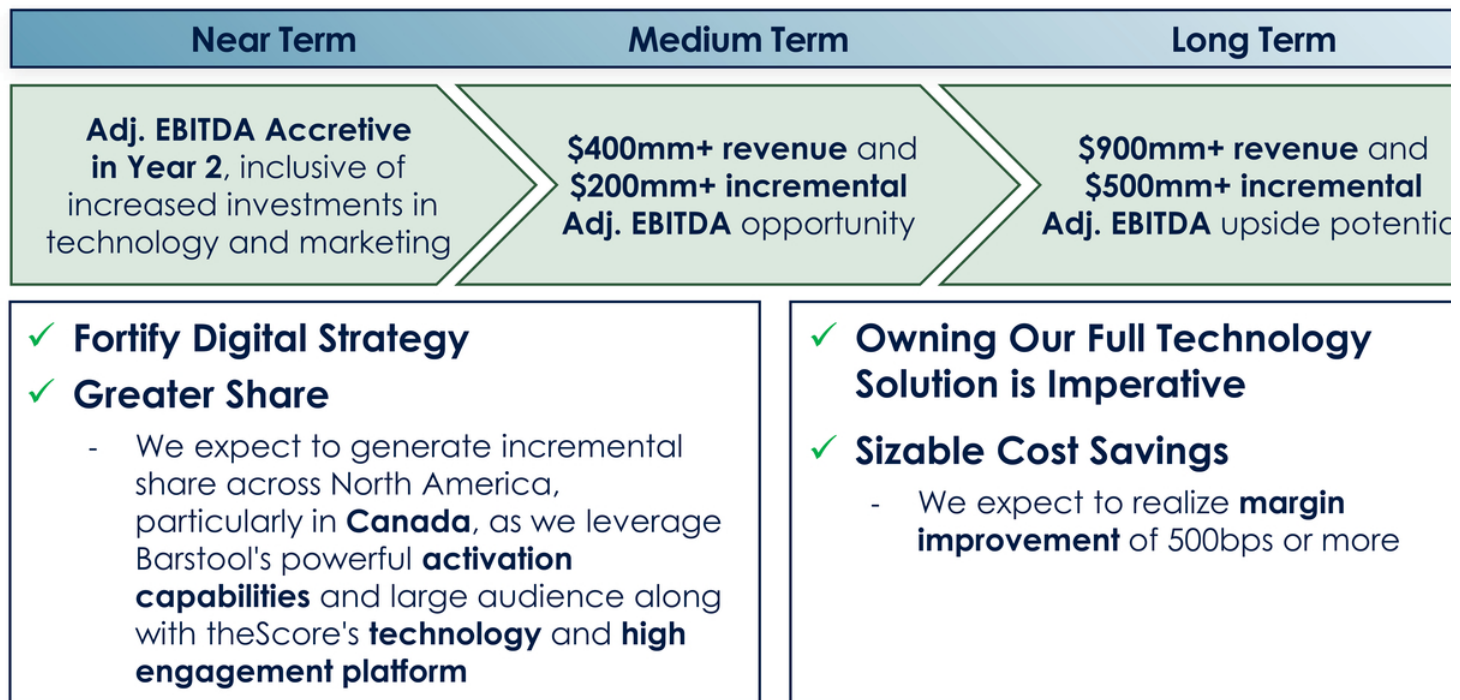 Near Term
Medium Term
Long Term
Adj. EBITDA Accretive
in Year 2, inclusive of
increased investments in
technology and marketing
$400mm+ revenue and
$200mm+ incremental
Adj. EBITDA opportunity
$900mm+ revenue and
$500mm+ incremental
Adj. EBITDA upside
✓ Fortify Digital Strategy
✓ Greater Share
- We expect to generate incremental
share across North America,
particularly in Canada, as we leverage
Barstool's powerful activation
capabilities and large audience along
with theScore's technology and high
engagement platform
✓ Owning Our Full Technology
Solution is Imperative
✓ Sizable Cost Savings
- We expect to realize margin
improvement of 500bps or more